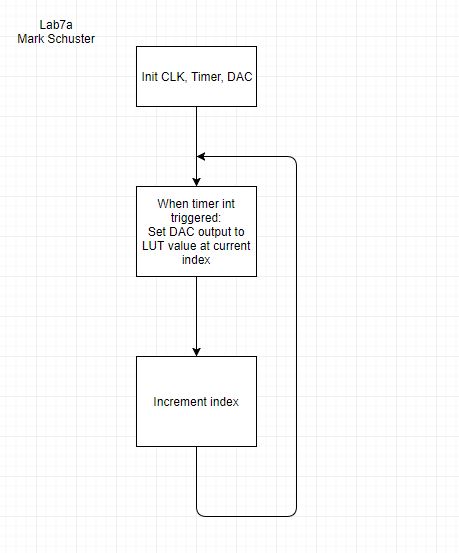 Lab7a
Mark Schuster
Init CLK, Timer, DAC
When timer int
triggered:
Set DAC output to
LUT value at current
index
Increment index